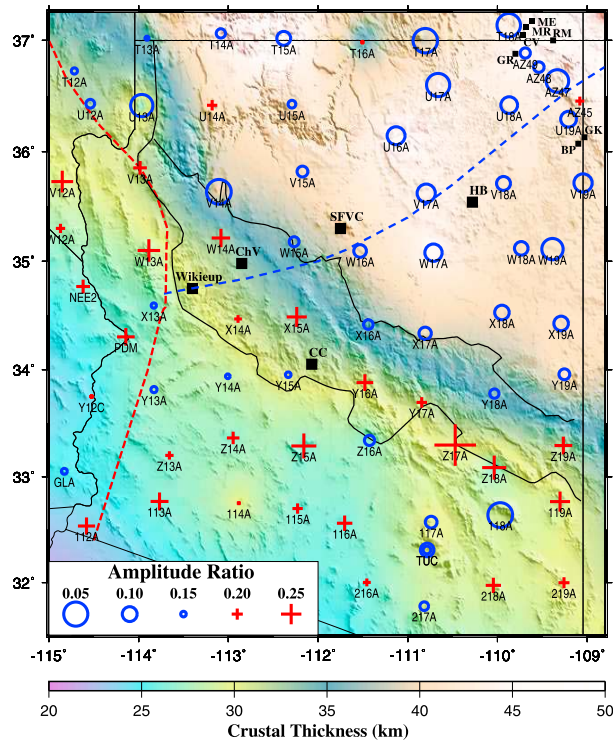 ME
MR
RM
CV
GR
T13A T14A T15A T16A T17A T18A
AZ49
AZ48
AZ47
T12A
U12A U13A U14A U15A U17A U18A AZ45
U19A
GK
BP
U16A
V12A V13A V14A V15A V17A V18A V19A
HB
SFVC
W12A W13A W14A W15A W16A W17A W18A W19A
ChV
Wikieup
NEE2
X13A X14A X15A X16A X17A X18A X19A
PDM
CC
Y12C Y13A Y14A Y15A Y16A Y17A Y18A Y19A
Z13A Z14A Z15A Z16A Z17A Z18A Z19A
GLA
112A 113A 114A 115A 116A 117A 118A 119A
TUC
216A 217A 218A 219A
37°
36°
35°
34°
33°
32°
Amplitude Ratio
0.05 0.10 0.15 0.20 0.25
-115° -114° -113° -112° -111° -110° -109°
20 25 30 35 40 45 50
Crustal Thickness (km)